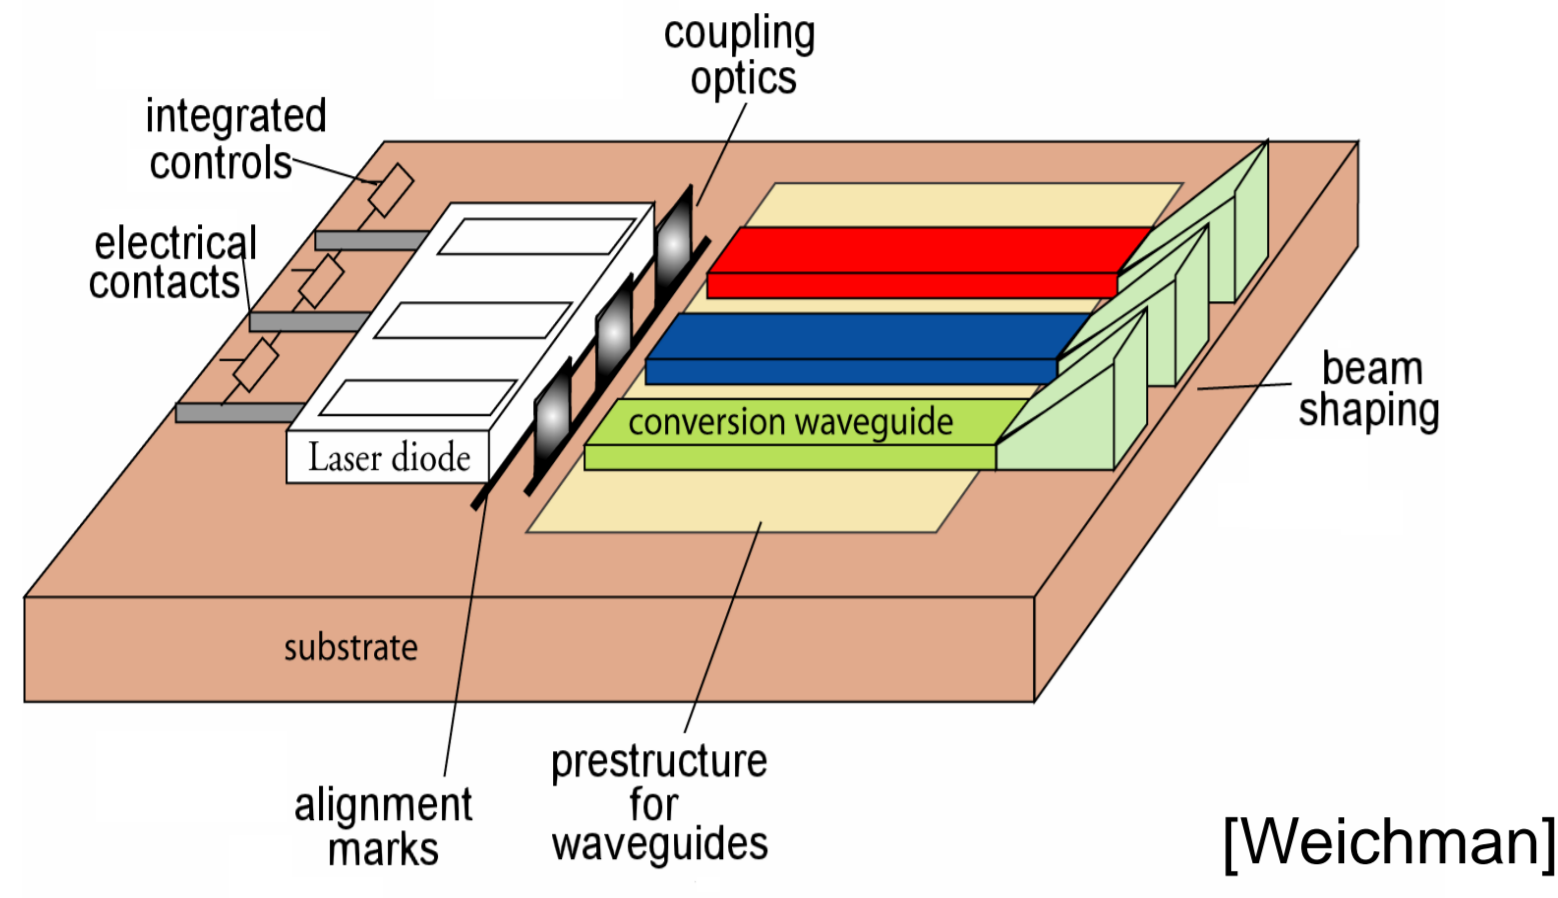 coupling
optics
integrated
controls
electrical
contacts
beam
shaping
conversion waveguide
Laser diode
substrate
prestructure
for
waveguides
alignment
marks
[Weichman]